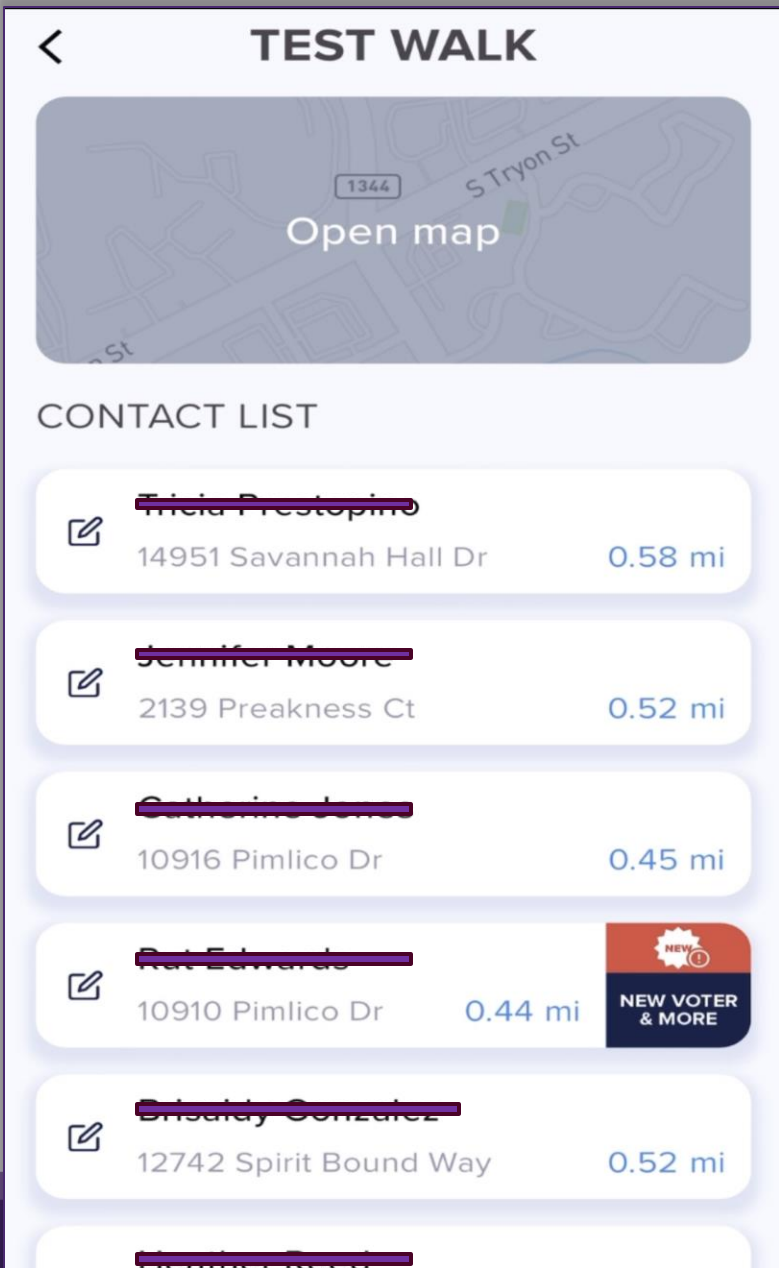 TEST WALK
1344
S Tryon St
Open map
n St
CONTACT LIST
14951 Savannah Hall Dr
0.58 mi
2139 Preakness Ct
0.52 mi
10916 Pimlico Dr
0.45 mi
NEW
10910 Pimlico Dr
0.44 mi
NEW VOTER
& MORE
12742 Spirit Bound Way
0.52 mi